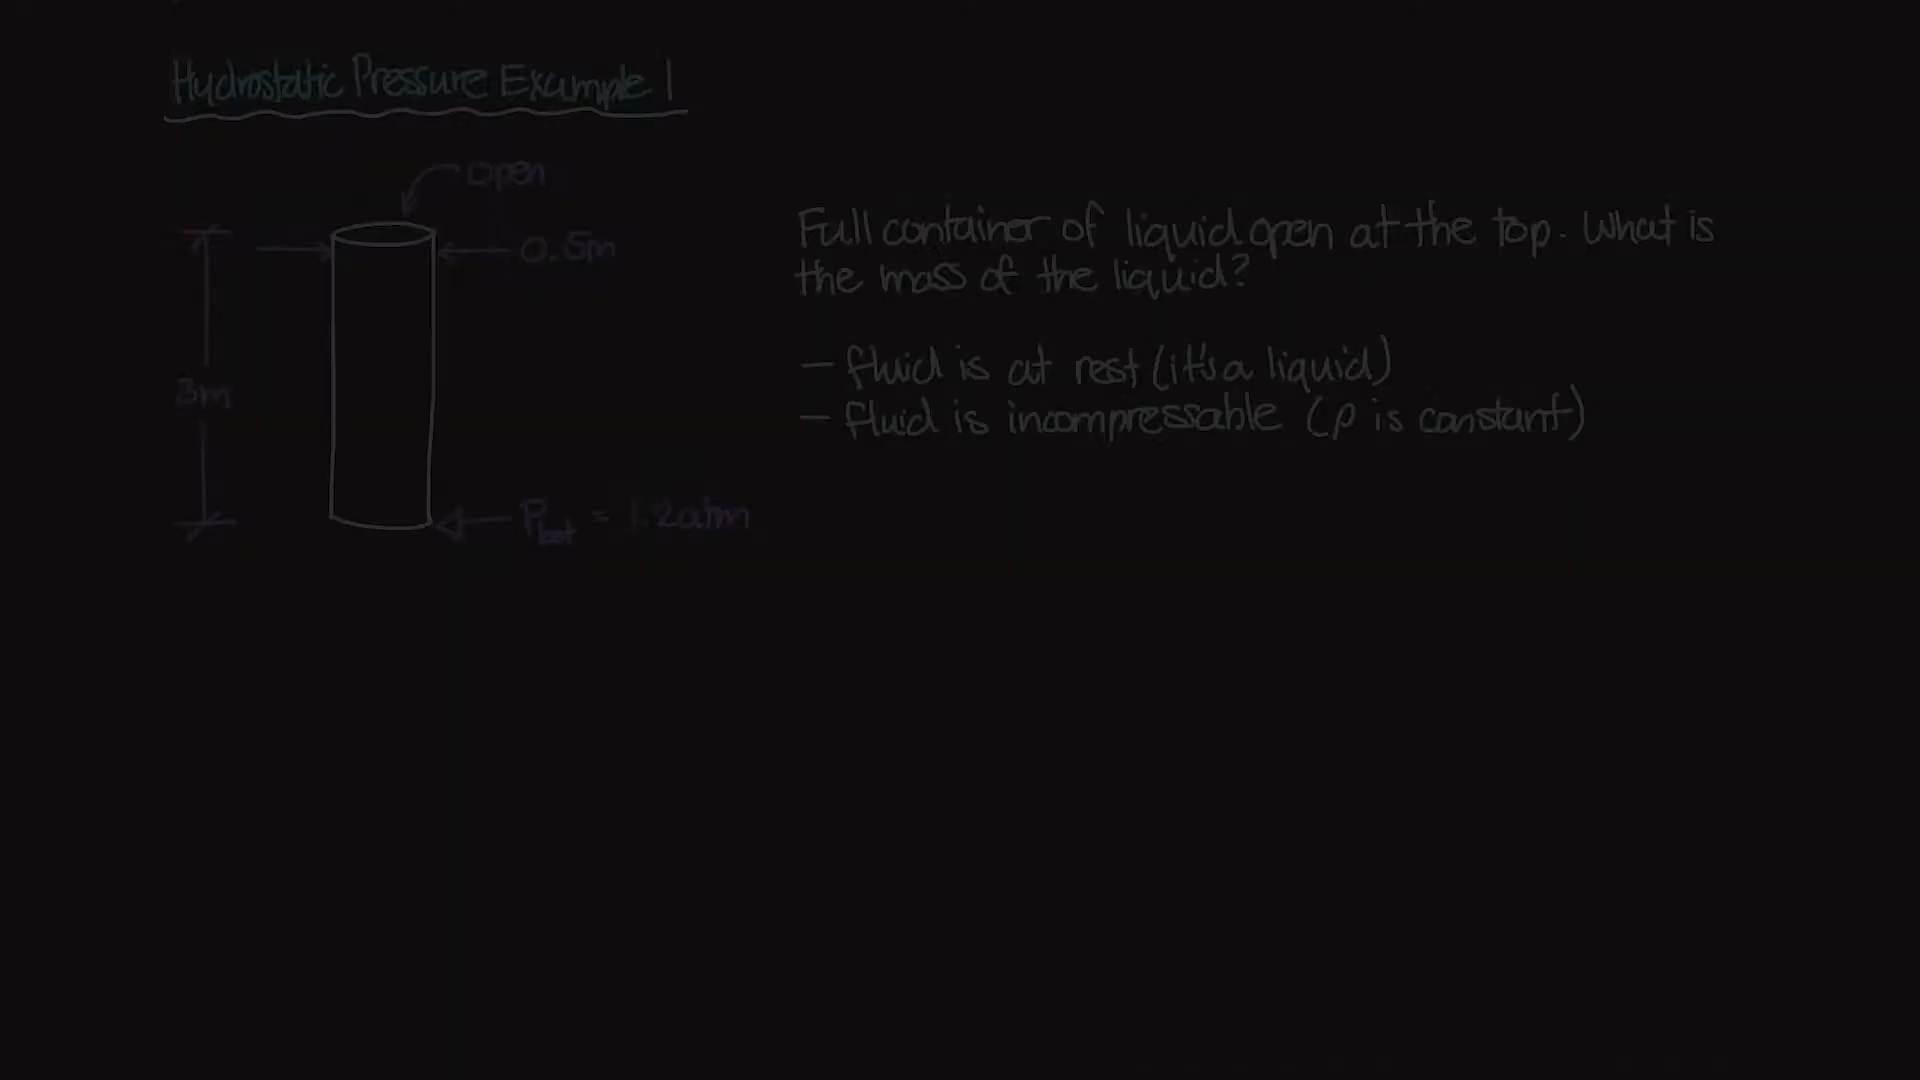 Hydrostatic Pressure Example 1
Open
0.5m
3m
Pbot = 1.2atm
Full container of liquid open at the top. What is
the mass of the liquid?
– fluid is at rest (it's a liquid)
– fluid is incompressable (ρ is constant)